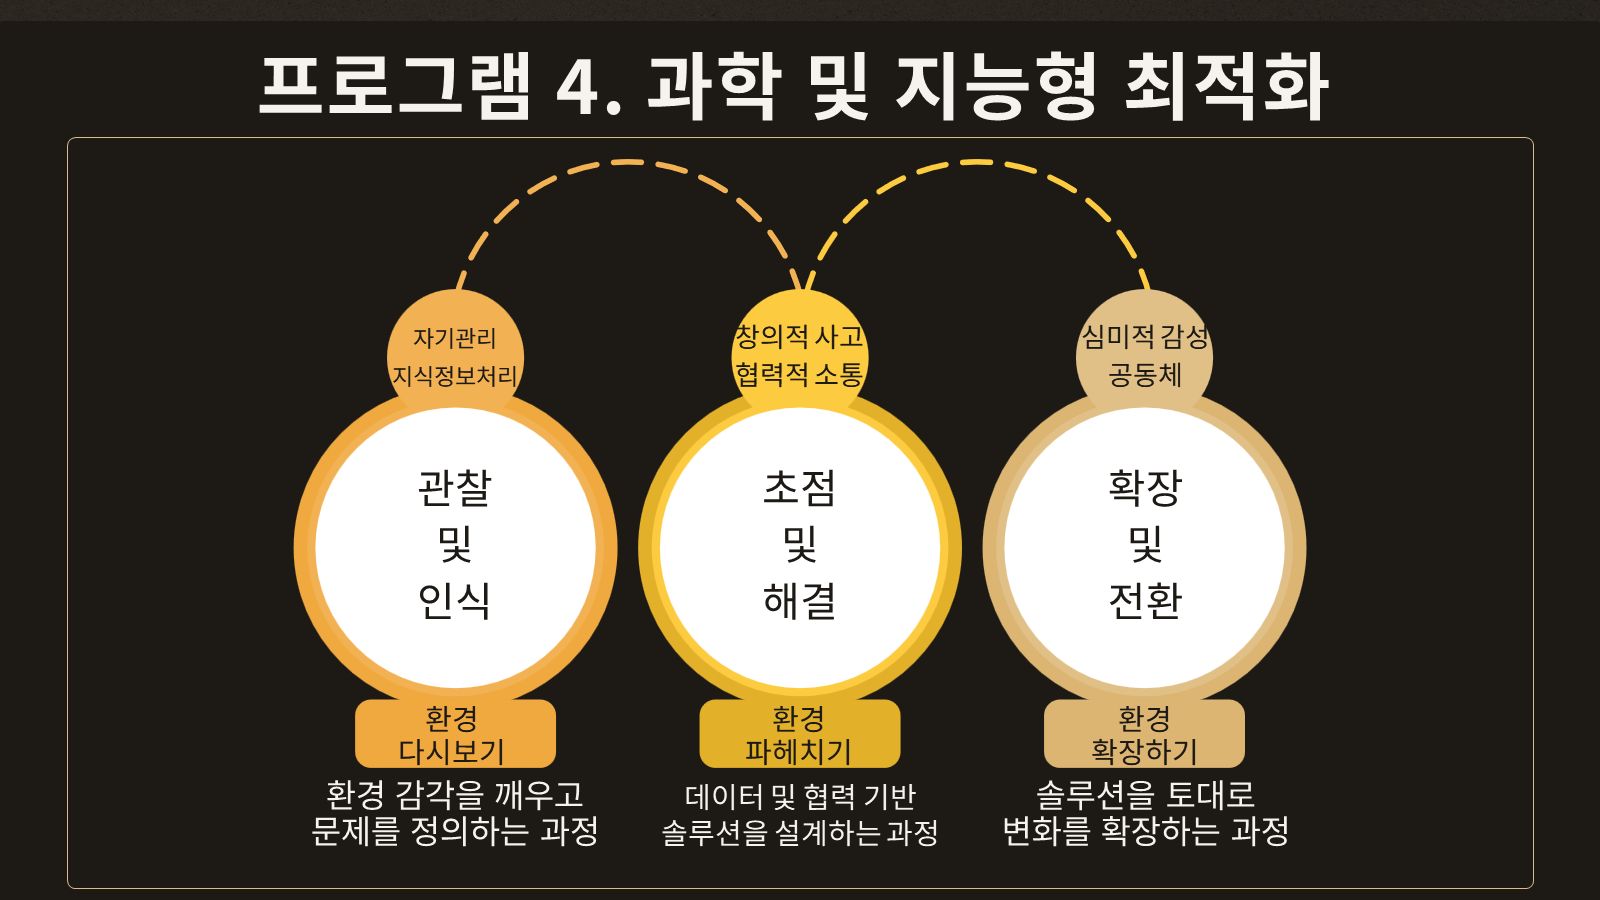 프로그램 4. 과학 및 지능형 최적화
자기관리
지식정보처리
관찰
및
인식
환경
다시보기
환경 감각을 깨우고
문제를 정의하는 과정
창의적 사고
협력적 소통
초점
및
해결
환경
파헤치기
데이터 및 협력 기반
솔루션을 설계하는 과정
심미적 감성
공동체
확장
및
전환
환경
확장하기
솔루션을 토대로
변화를 확장하는 과정